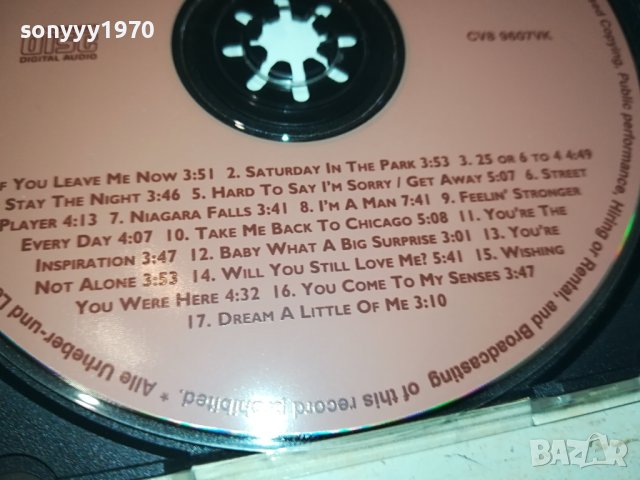 sonyyy1970
DISC
DIGITAL AUDIO
CVS 9607VK
F YOU LEAVE ME NOW 3:51 2. SATURDAY IN THE PARK 3:53 3. 25 OR 6 TO 4 4:49
STAY THE NIGHT 3:46 5. HARD TO SAY I'M SORRY / GET AWAY 5:07 6. STREET
PLAYER 4:13 7. NIAGARA FALLS 3:41 8. I'M A MAN 7:41 9. FEELIN' STRONGER
EVERY DAY 4:07 10. TAKE ME BACK TO CHICAGO 5:08 11. YOU'RE THE
INSPIRATION 3:47 12. BABY WHAT A BIG SURPRISE 3:01 13. YOU'RE
NOT ALONE 3:53 14. WILL YOU STILL LOVE ME? 5:41 15. WISHING
YOU WERE HERE 4:32 16. YOU COME TO MY SENSES 3:47
17. DREAM A LITTLE OF ME 3:10
and Copying, Public performance, Hiring or Rental, and Broadcasting of this record prohibited. * Alle Urheber-und L
sonyyy1970
BAZAR